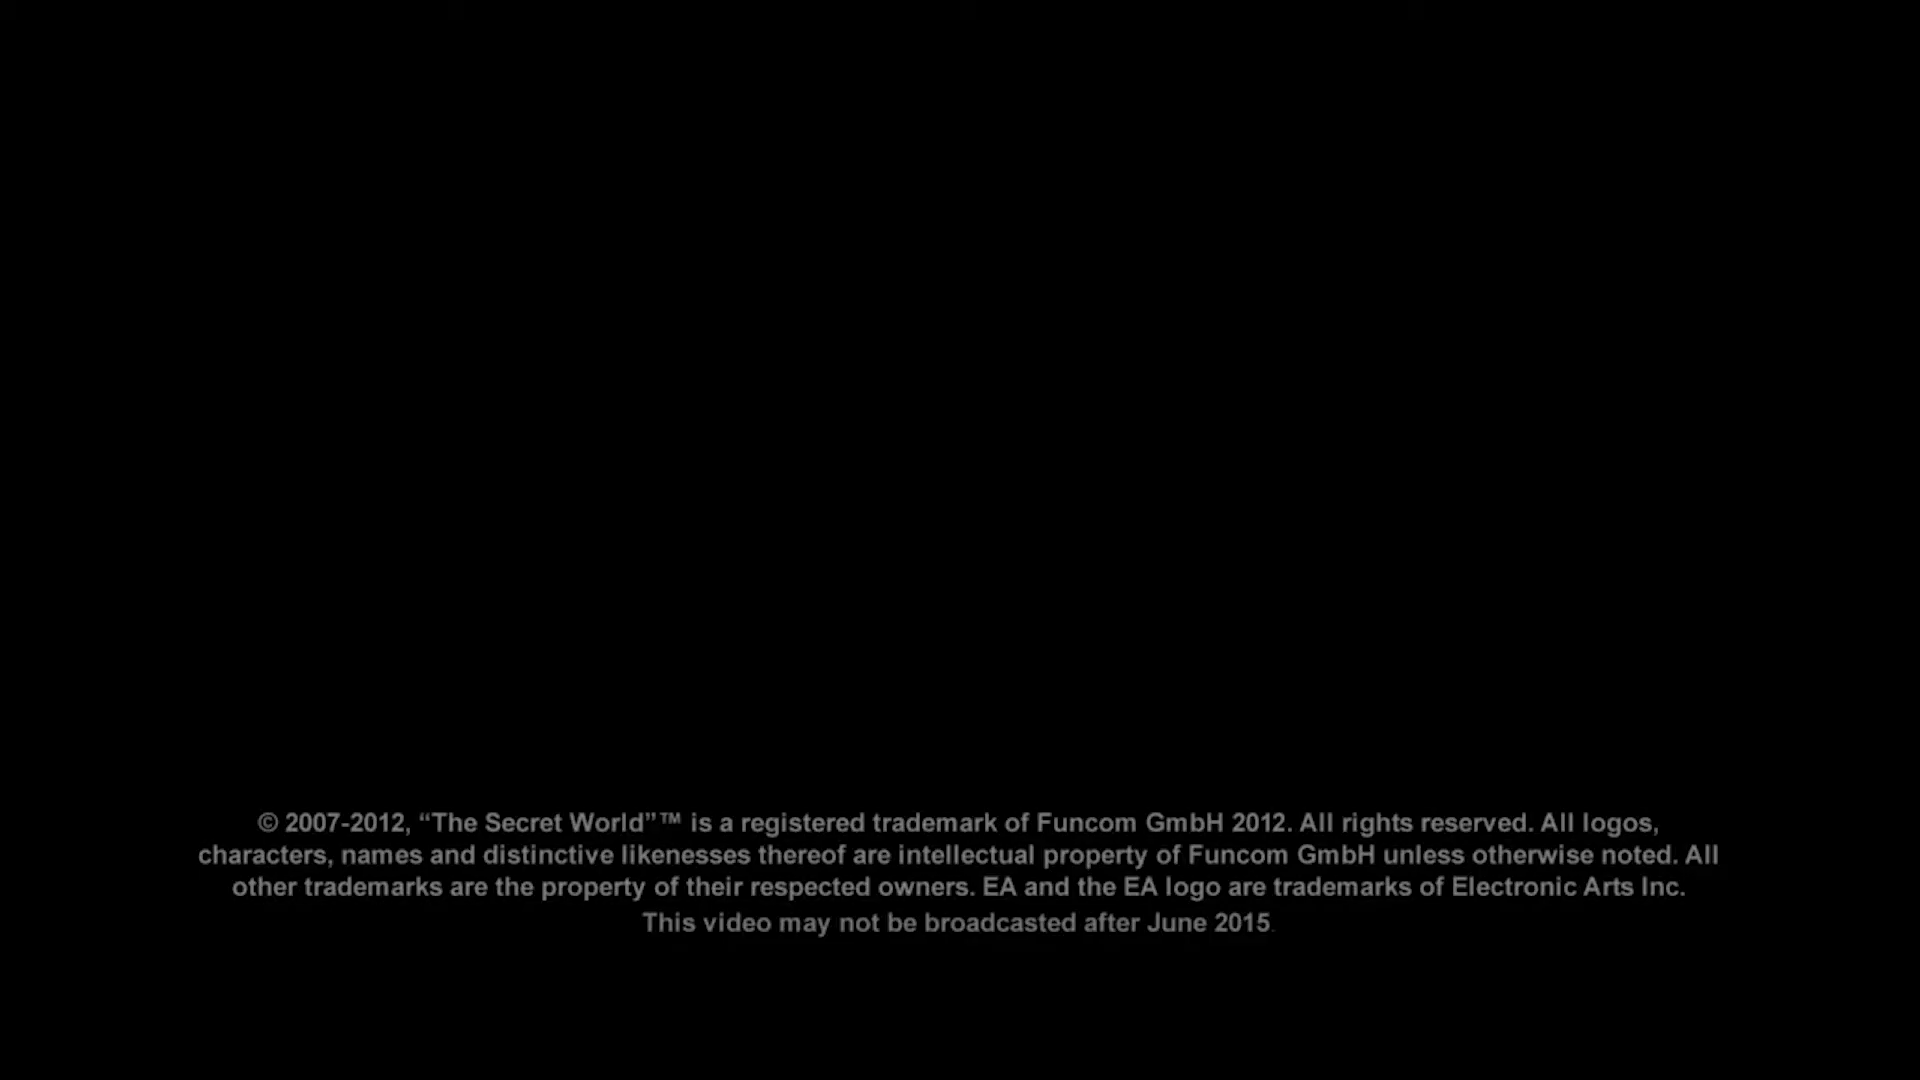 © 2007-2012, “The Secret World”™ is a registered trademark of Funcom GmbH 2012. All rights reserved. All logos,
characters, names and distinctive likenesses thereof are intellectual property of Funcom GmbH unless otherwise noted. All
other trademarks are the property of their respected owners. EA and the EA logo are trademarks of Electronic Arts Inc.
This video may not be broadcasted after June 2015.